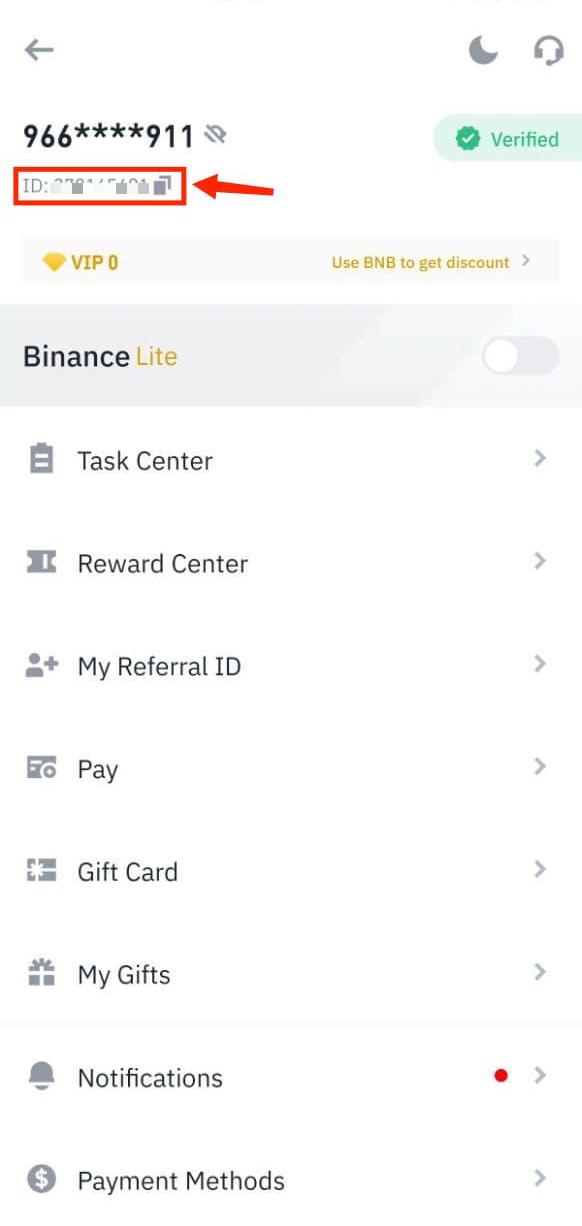 966****911
Verified
ID:
VIP 0
Use BNB to get discount
Binance Lite
Task Center
Reward Center
My Referral ID
Pay
Gift Card
My Gifts
Notifications
Payment Methods